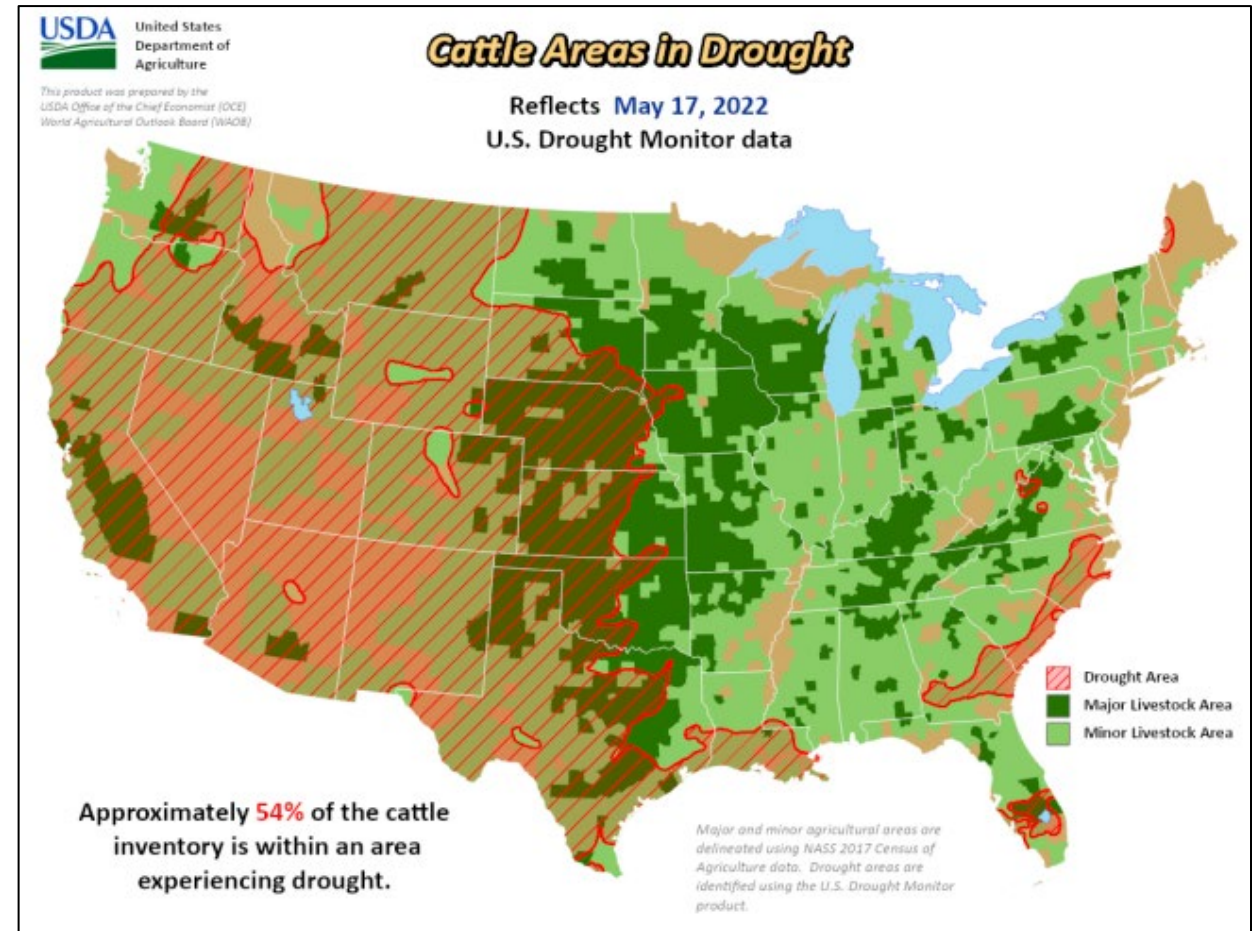 USDA
United States
Department of
Agriculture
This product was prepared by the
USDA Office of the Chief Economist (OCE)
World Agricultural Outlook Board (WAOB)
Cattle Areas in Drought
Reflects May 17, 2022
U.S. Drought Monitor data
Drought Area
Major Livestock Area
Minor Livestock Area
Approximately 54% of the cattle
inventory is within an area
experiencing drought.
Major and minor agricultural areas are
delineated using NASS 2017 Census of
Agriculture data. Drought areas are
identified using the U.S. Drought Monitor
product.